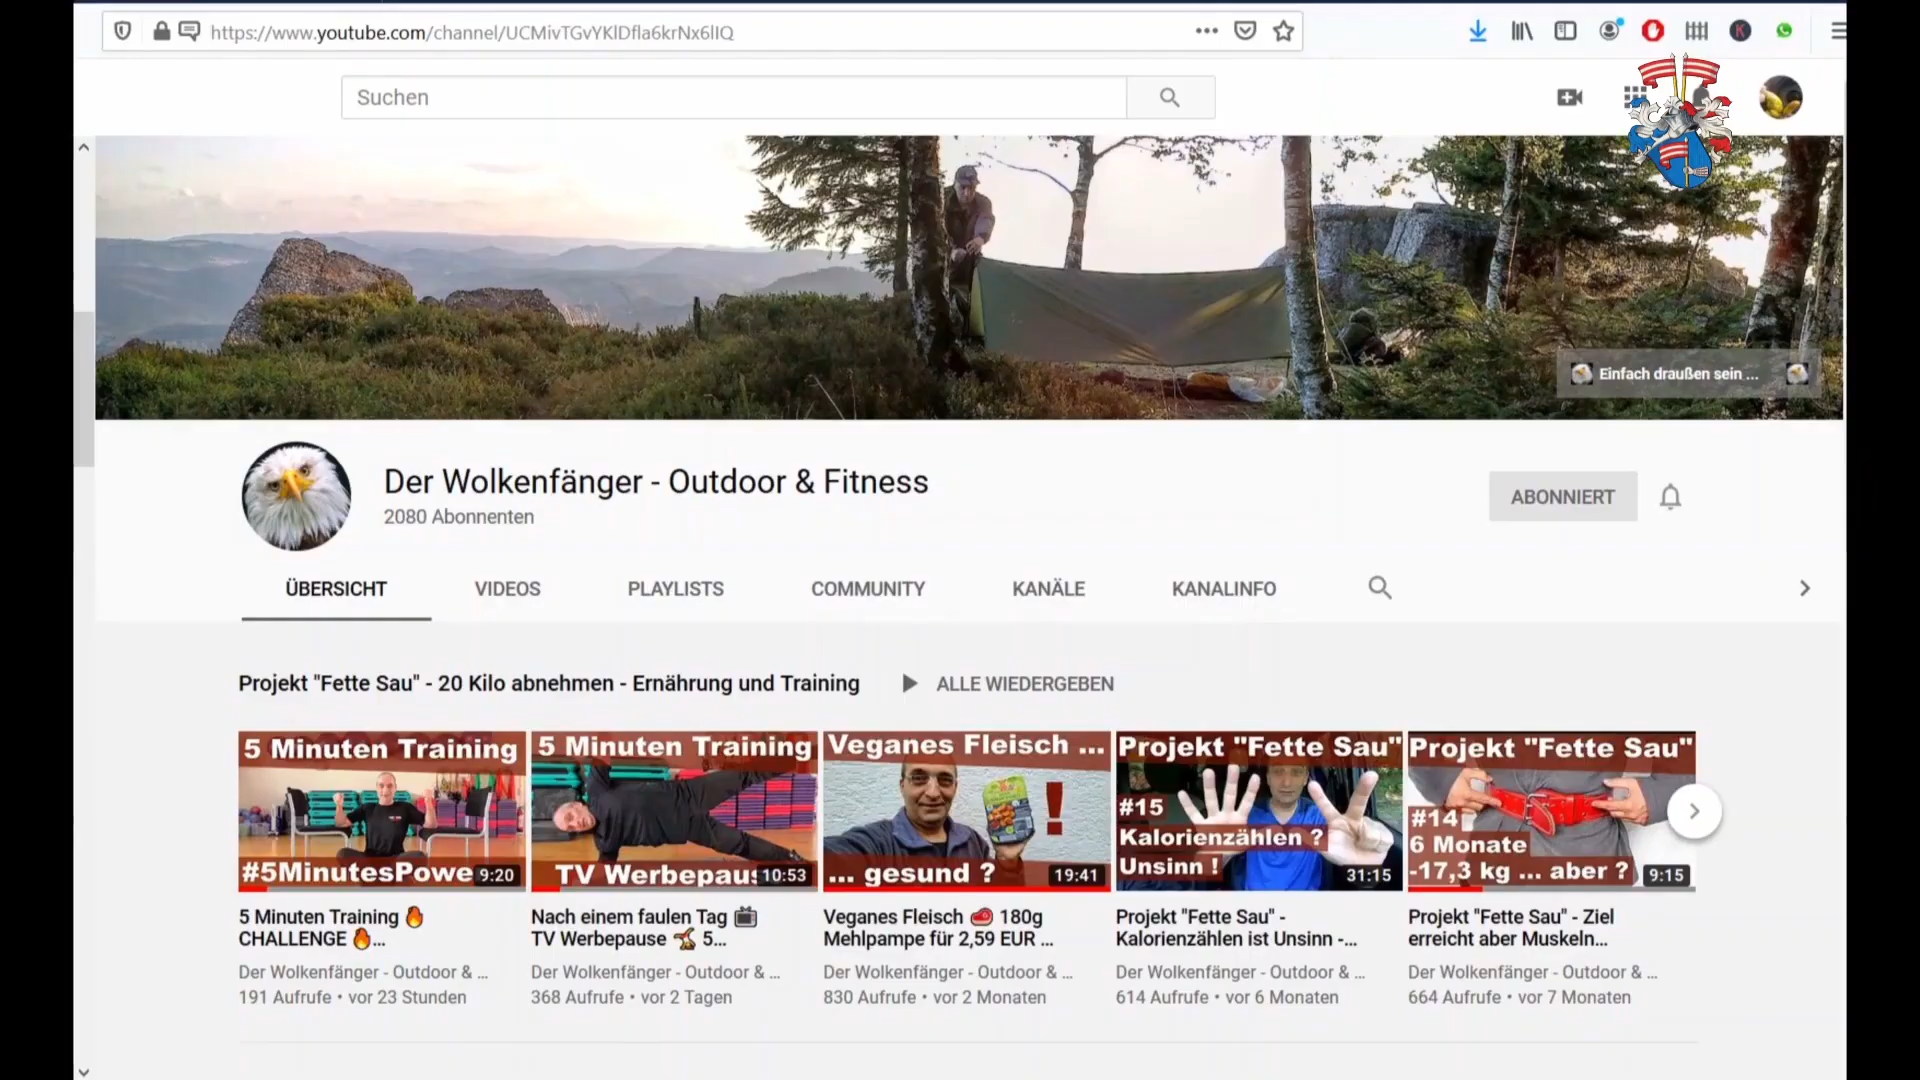 https://www.youtube.com/channel/UCMivTGvYKlDfla6krNx6lIQ
Suchen
Einfach draußen sein ...
Der Wolkenfänger - Outdoor & Fitness
2080 Abonnenten
ABONNIERT
ÜBERSICHT
VIDEOS
PLAYLISTS
COMMUNITY
KANÄLE
KANALINFO
Projekt "Fette Sau" - 20 Kilo abnehmen - Ernährung und Training
ALLE WIEDERGEBEN
5 Minuten Training
#5MinutesPowe
9:20
5 Minuten Training
TV Werbepaus
10:53
Veganes Fleisch ...
... gesund ?
19:41
Projekt "Fette Sau"
#15
Kalorienzählen ?
Unsinn !
31:15
Projekt "Fette Sau"
#14
6 Monate
-17,3 kg ... aber ?
9:15
5 Minuten Training 🔥
CHALLENGE 🔥...
Der Wolkenfänger - Outdoor & ...
191 Aufrufe • vor 23 Stunden
Nach einem faulen Tag 📺
TV Werbepause 🤸 5...
Der Wolkenfänger - Outdoor & ...
368 Aufrufe • vor 2 Tagen
Veganes Fleisch 🥩 180g
Mehlpampe für 2,59 EUR ...
Der Wolkenfänger - Outdoor & ...
830 Aufrufe • vor 2 Monaten
Projekt "Fette Sau" -
Kalorienzählen ist Unsinn -...
Der Wolkenfänger - Outdoor & ...
614 Aufrufe • vor 6 Monaten
Projekt "Fette Sau" - Ziel
erreicht aber Muskeln...
Der Wolkenfänger - Outdoor & ...
664 Aufrufe • vor 7 Monaten